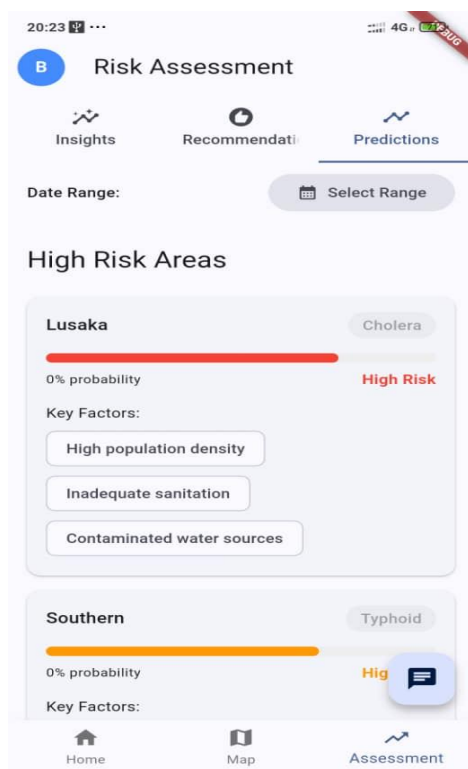 20:23 ... 4G
DEBUG
B Risk Assessment
Insights Recommendati Predictions
Date Range: Select Range
High Risk Areas
Lusaka Cholera
0% probability High Risk
Key Factors:
High population density
Inadequate sanitation
Contaminated water sources
Southern Typhoid
0% probability Hig
Key Factors:
Home Map Assessment